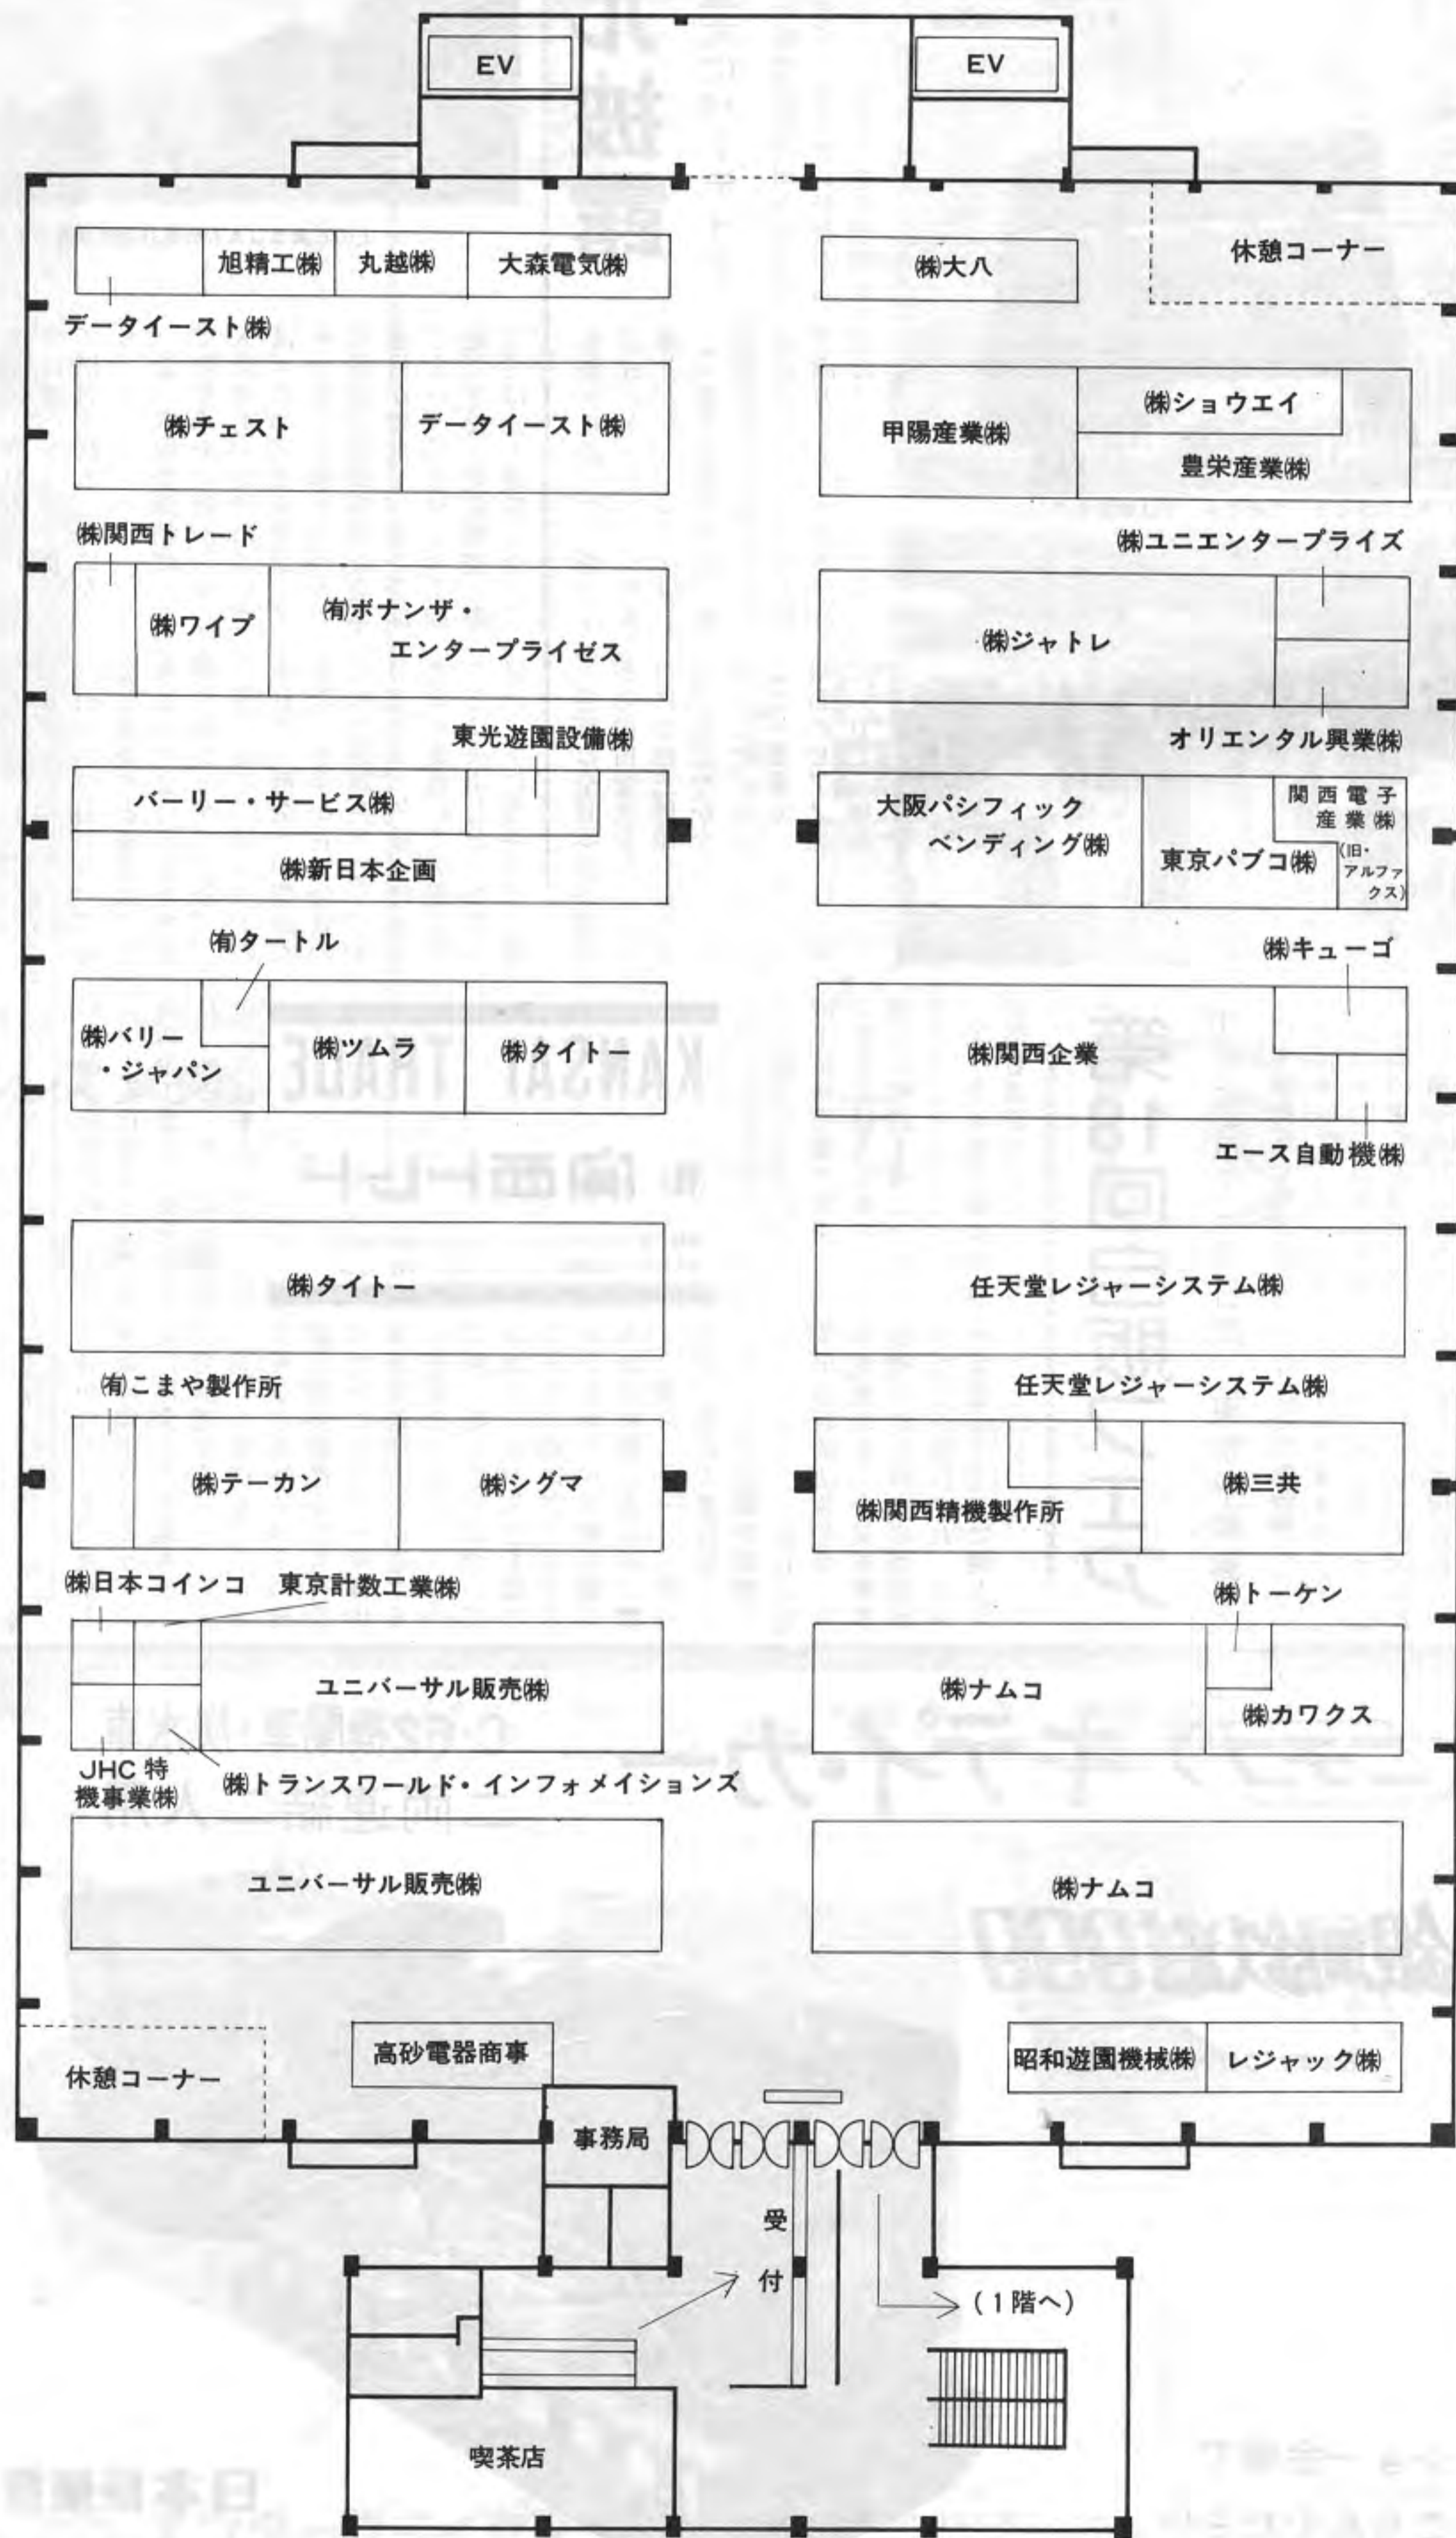 EV
EV
旭精工㈱
丸越㈱
大森電気㈱
㈱大八
休憩コーナー
データイースト㈱
㈱チェスト
データイースト㈱
甲陽産業㈱
㈱ショウエイ
豊栄産業㈱
㈱関西トレード
㈱ワイプ
㈲ボナンザ・
エンタープライゼス
㈱ユニエンタープライズ
㈱ジャトレ
オリエンタル興業㈱
東光遊園設備㈱
バーリー・サービス㈱
㈱新日本企画
大阪パシフィック
ベンディング㈱
東京パブコ㈱
関西電子
産業㈱
(旧・
アルファ
クス)
㈲タートル
㈱バリー
・ジャパン
㈱ツムラ
㈱タイトー
㈱キューゴ
㈱関西企業
エース自動機㈱
㈱タイトー
任天堂レジャーシステム㈱
㈲こまや製作所
㈱テーカン
㈱シグマ
任天堂レジャーシステム㈱
㈱関西精機製作所
㈱三共
㈱日本コインコ
東京計数工業㈱
ユニバーサル販売㈱
JHC特
機事業㈱
㈱トランスワールド・インフォメイションズ
㈱トーケン
㈱ナムコ
㈱カワクス
ユニバーサル販売㈱
㈱ナムコ
休憩コーナー
高砂電器商事
昭和遊園機械㈱
レジャック㈱
事務局
受付
(1階へ)
喫茶店